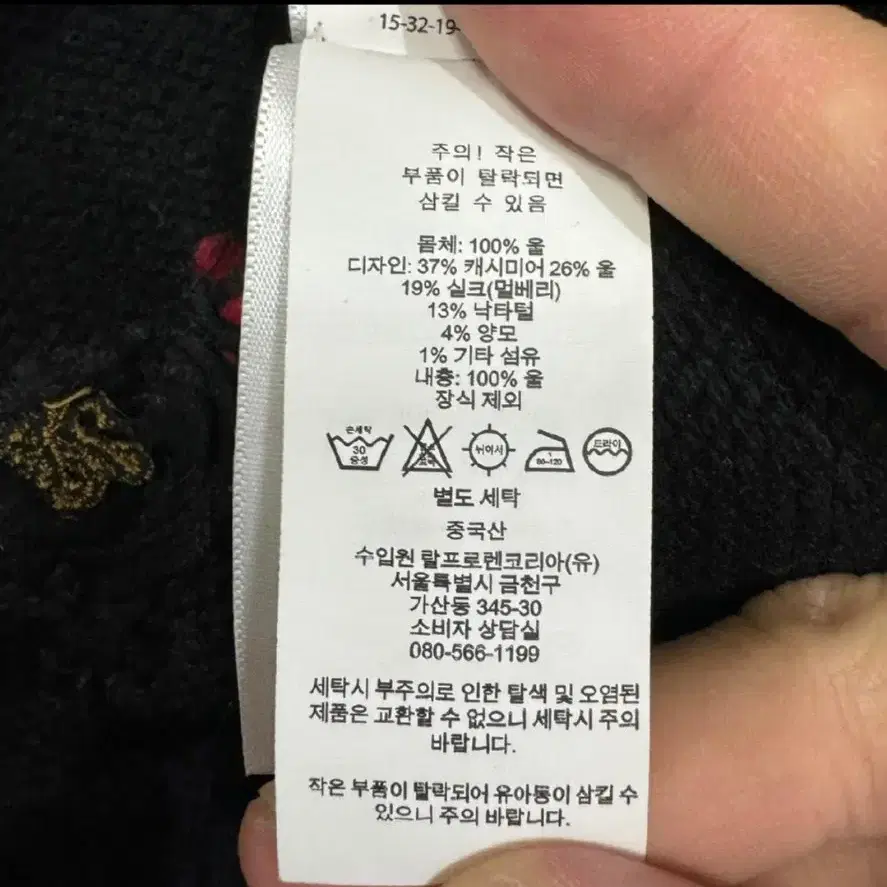 15-32-19-
주의! 작은
부품이 탈락되면
삼킬 수 있음
몸체: 100% 울
디자인: 37% 캐시미어 26% 울
19% 실크(멀베리)
13% 낙타털
4% 양모
1% 기타 섬유
내층: 100% 울
장식 제외
손세탁 30 중성 뉘어서 1 80-120 드라이
별도 세탁
중국산
수입원 랄프로렌코리아(유)
서울특별시 금천구
가산동 345-30
소비자 상담실
080-566-1199
세탁시 부주의로 인한 탈색 및 오염된
제품은 교환할 수 없으니 세탁시 주의
바랍니다.
작은 부품이 탈락되어 유아동이 삼킬 수
있으니 주의 바랍니다.